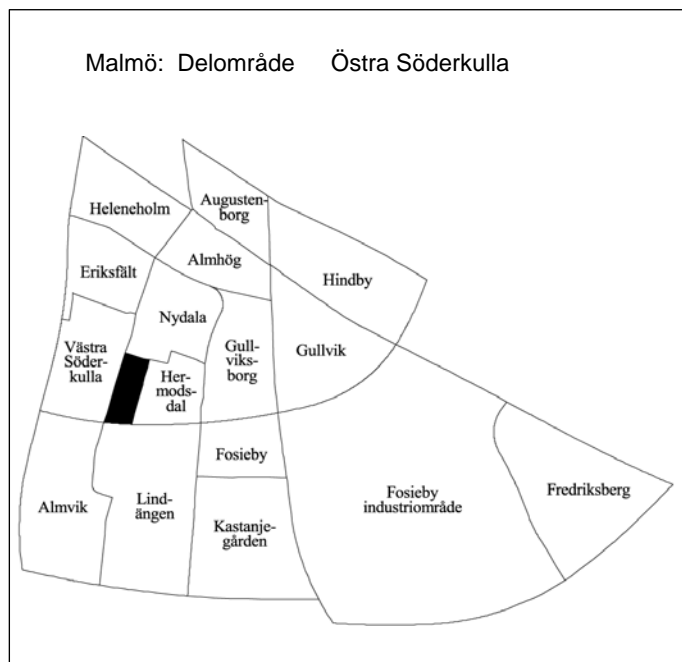 Malmö: Delområde Östra Söderkulla
Augusten-
borg
Heleneholm
Almhög
Eriksfält
Hindby
Nydala
Västra
Söder-
kulla
Gull-
viks-
borg
Gullvik
Her-
mods-
dal
Fosieby
Almvik
Lind-
ängen
Kastanje-
gården
Fosieby
industriområde
Fredriksberg